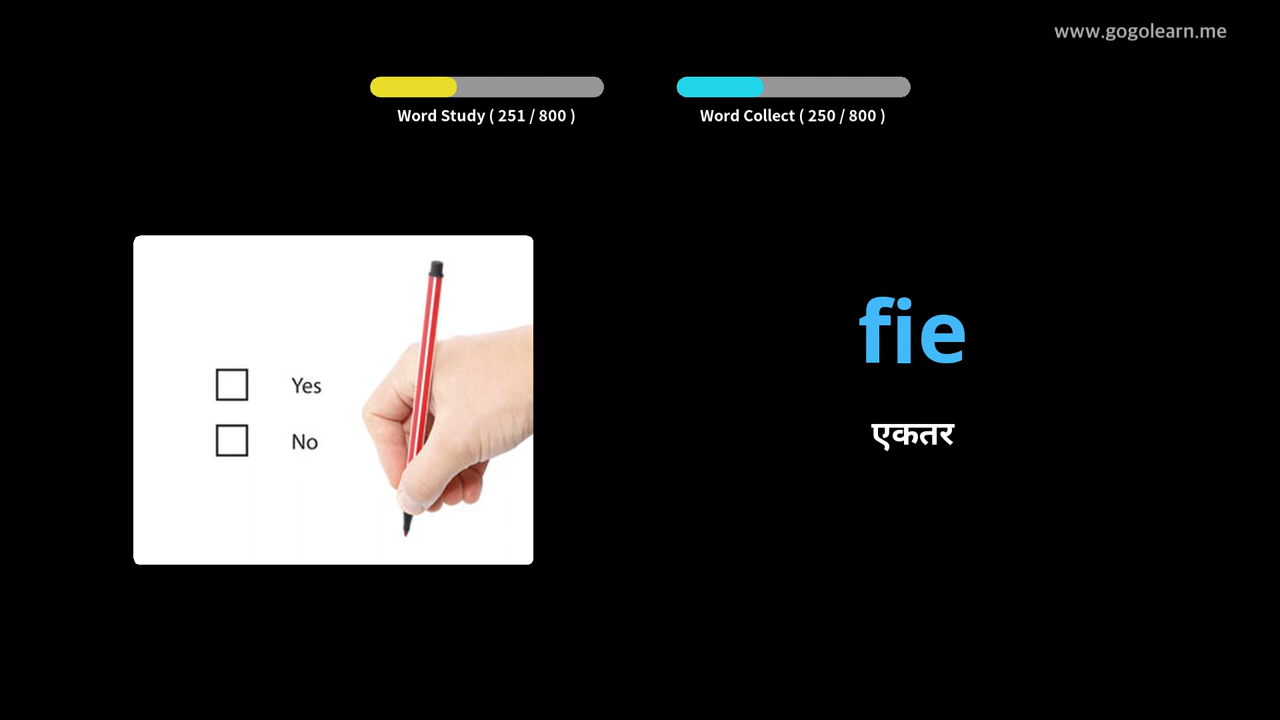 www.gogolearn.me
Word Study ( 251 / 800 )
Word Collect ( 250 / 800 )
Yes
No
fie
एकतर